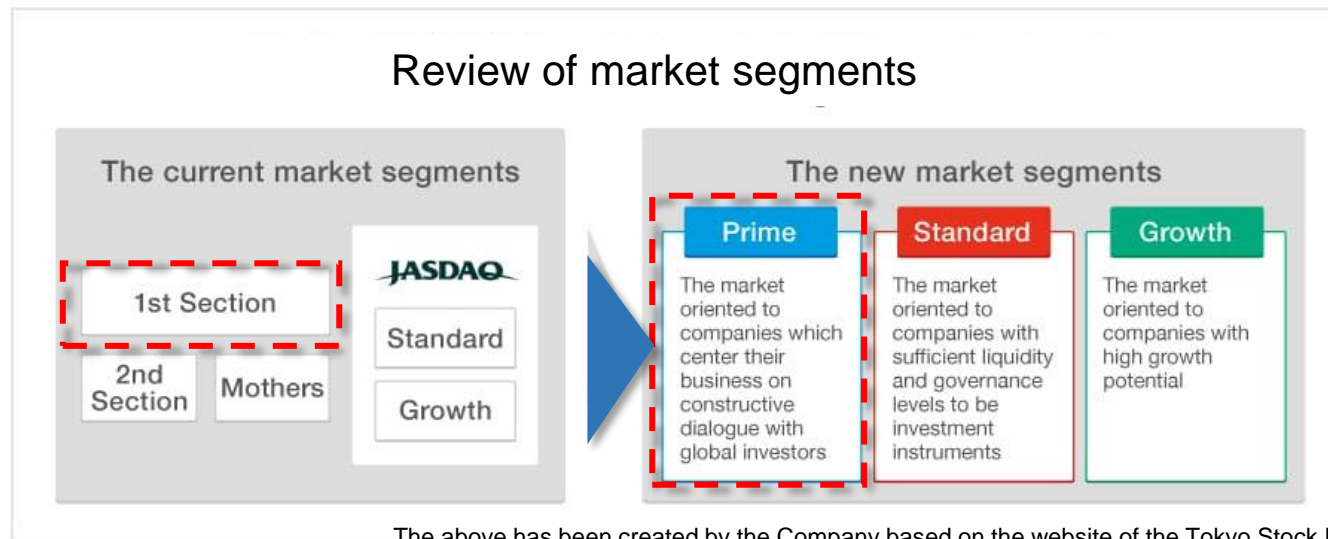 Review of market segments
The current market segments
1st Section
2nd
Section
Mothers
JASDAQ
Standard
Growth
The new market segments
Prime
The market
oriented to
companies which
center their
business on
constructive
dialogue with
global investors
Standard
The market
oriented to
companies with
sufficient liquidity
and governance
levels to be
investment
instruments
Growth
The market
oriented to
companies with
high growth
potential
The above has been created by the Company based on the website of the Tokyo Stock